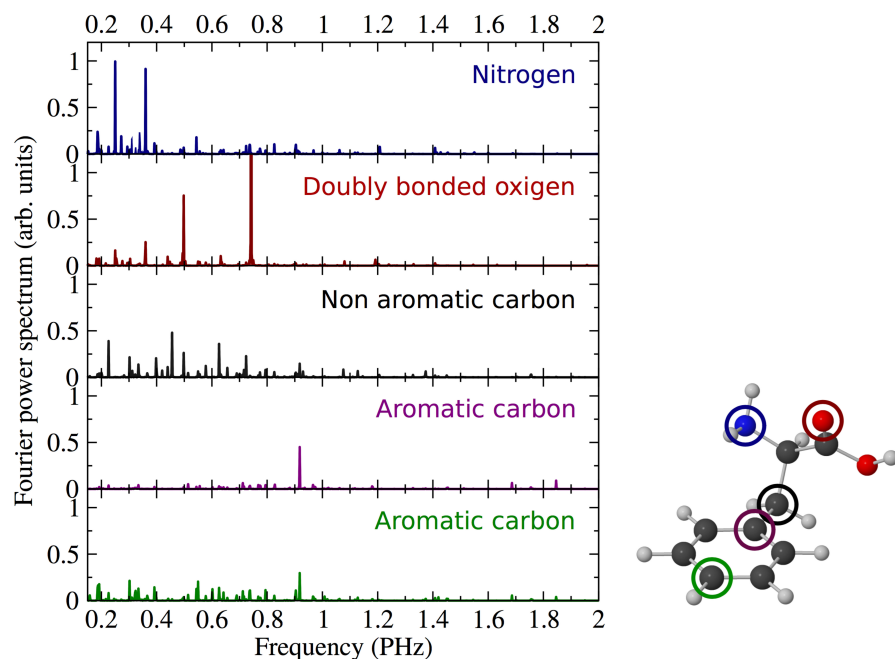 0.2 0.4 0.6 0.8 1 1.2 1.4 1.6 1.8 2
Fourier power spectrum (arb. units)
1
0.5
0
Nitrogen
1
0.5
0
Doubly bonded oxigen
1
0.5
0
Non aromatic carbon
1
0.5
0
Aromatic carbon
1
0.5
0
Aromatic carbon
0.2 0.4 0.6 0.8 1 1.2 1.4 1.6 1.8 2
Frequency (PHz)